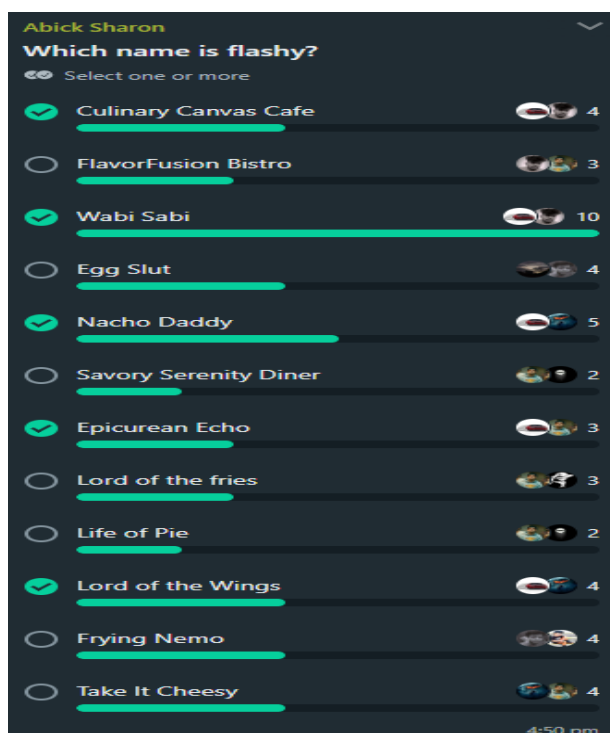 Abick Sharon
Which name is flashy?
Select one or more
Culinary Canvas Cafe 4
FlavorFusion Bistro 3
Wabi Sabi 10
Egg Slut 4
Nacho Daddy 5
Savory Serenity Diner 2
Epicurean Echo 3
Lord of the fries 3
Life of Pie 2
Lord of the Wings 4
Frying Nemo 4
Take It Cheesy 4
4:50 pm